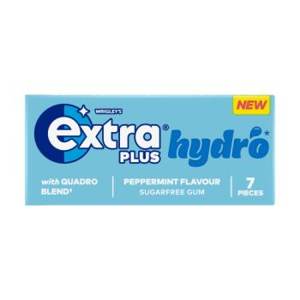 NEW
WRIGLEY'S
extra® PLUS hydro*
with QUADRO BLEND†
PEPPERMINT FLAVOUR
SUGARFREE GUM
7 PIECES